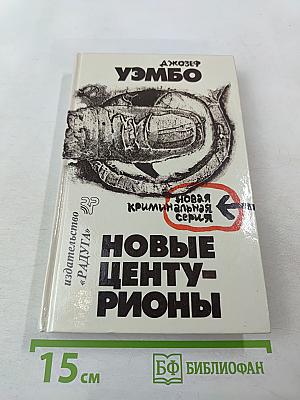 ДЖОЗЕФ
УЭМБО
новая
криминальная
серия
издательство
«РАДУГА»
НОВЫЕ
ЦЕНТУ-
РИОНЫ
15 см
БФ БИБЛИОФАН